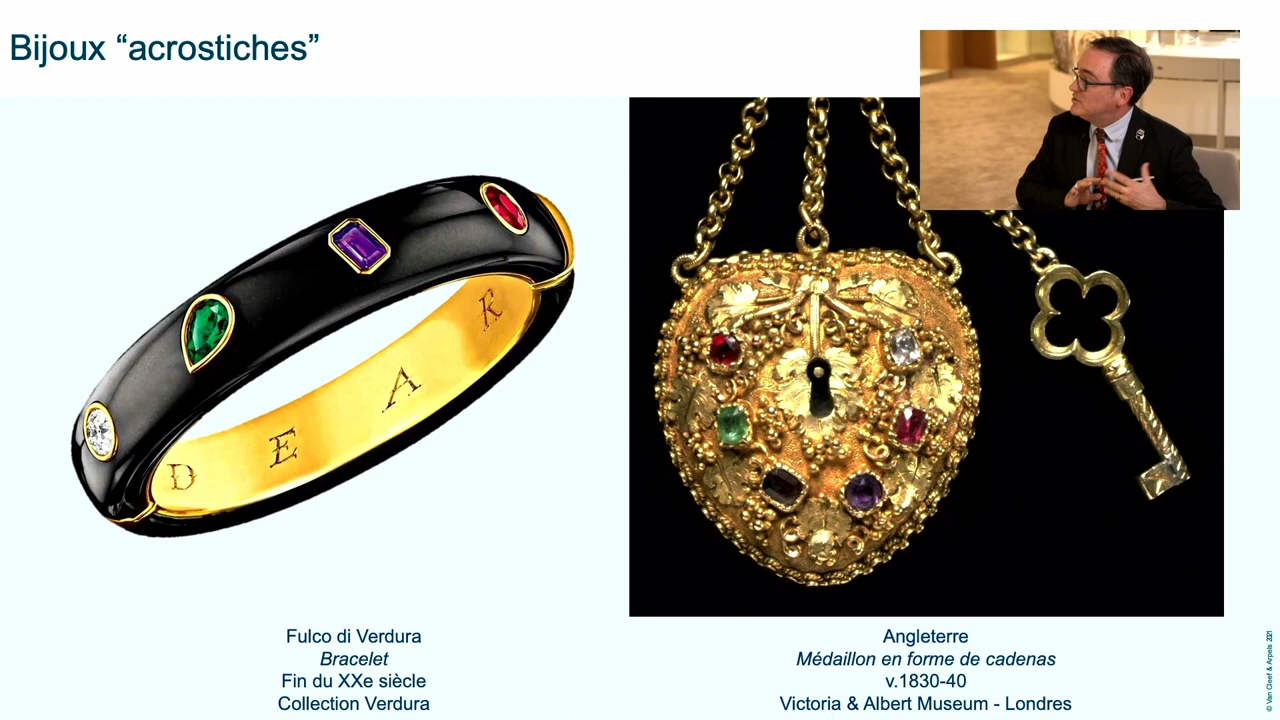 Bijoux “acrostiches”
D E A R
Fulco di Verdura
Bracelet
Fin du XXe siècle
Collection Verdura
Angleterre
Médaillon en forme de cadenas
v.1830-40
Victoria & Albert Museum - Londres
© Van Cleef & Arpels 2021